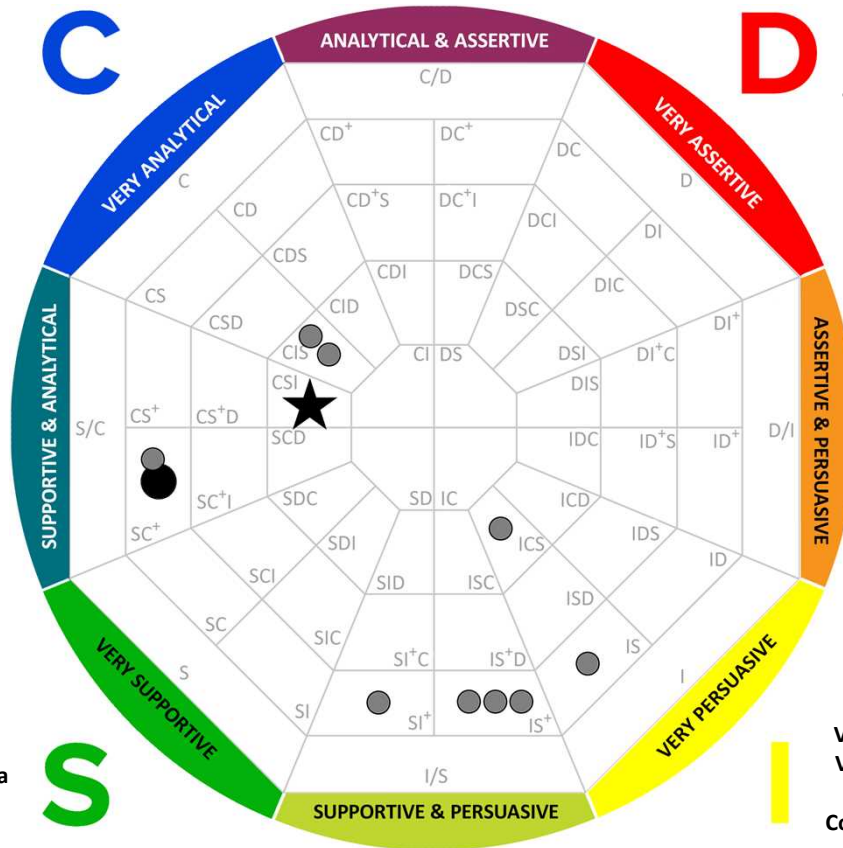 C
D
ANALYTICAL & ASSERTIVE
VERY ANALYTICAL
VERY ASSERTIVE
C/D
CD+
DC+
DC
C
D
CD+S
DC+I
CD
DCI
DI
CDS
CDI
DCS
DIC
CS
CSD
CID
DSC
DI+
CIS
CI
DS
DSI
DI+C
CSI
DIS
SUPPORTIVE & ANALYTICAL
S/C
CS+
CS+D
SCD
IDC
ID+S
ID+
D/I
ASSERTIVE & PERSUASIVE
SC+
SC+I
SDC
SD
IC
ICD
SDI
ICS
IDS
SCI
SID
ISC
ISD
ID
SC
SIC
SI+C
IS+D
IS
S
SI
SI+
IS+
I
VERY SUPPORTIVE
VERY PERSUASIVE
I/S
S
I
SUPPORTIVE & PERSUASIVE
a
V
V
Co